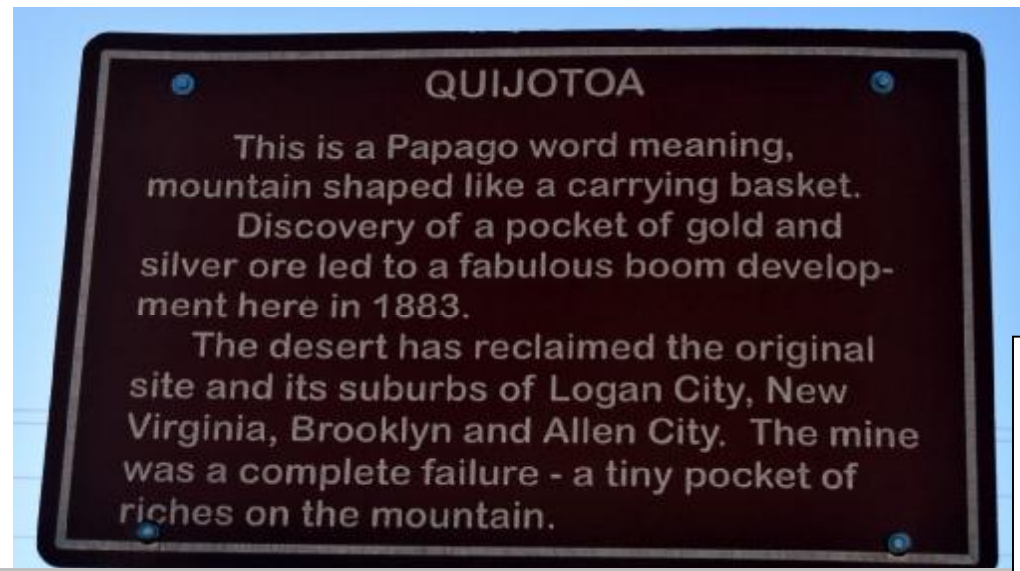 QUIJOTOA
This is a Papago word meaning,
mountain shaped like a carrying basket.
Discovery of a pocket of gold and
silver ore led to a fabulous boom develop-
ment here in 1883.
The desert has reclaimed the original
site and its suburbs of Logan City, New
Virginia, Brooklyn and Allen City.  The mine
was a complete failure - a tiny pocket of
riches on the mountain.